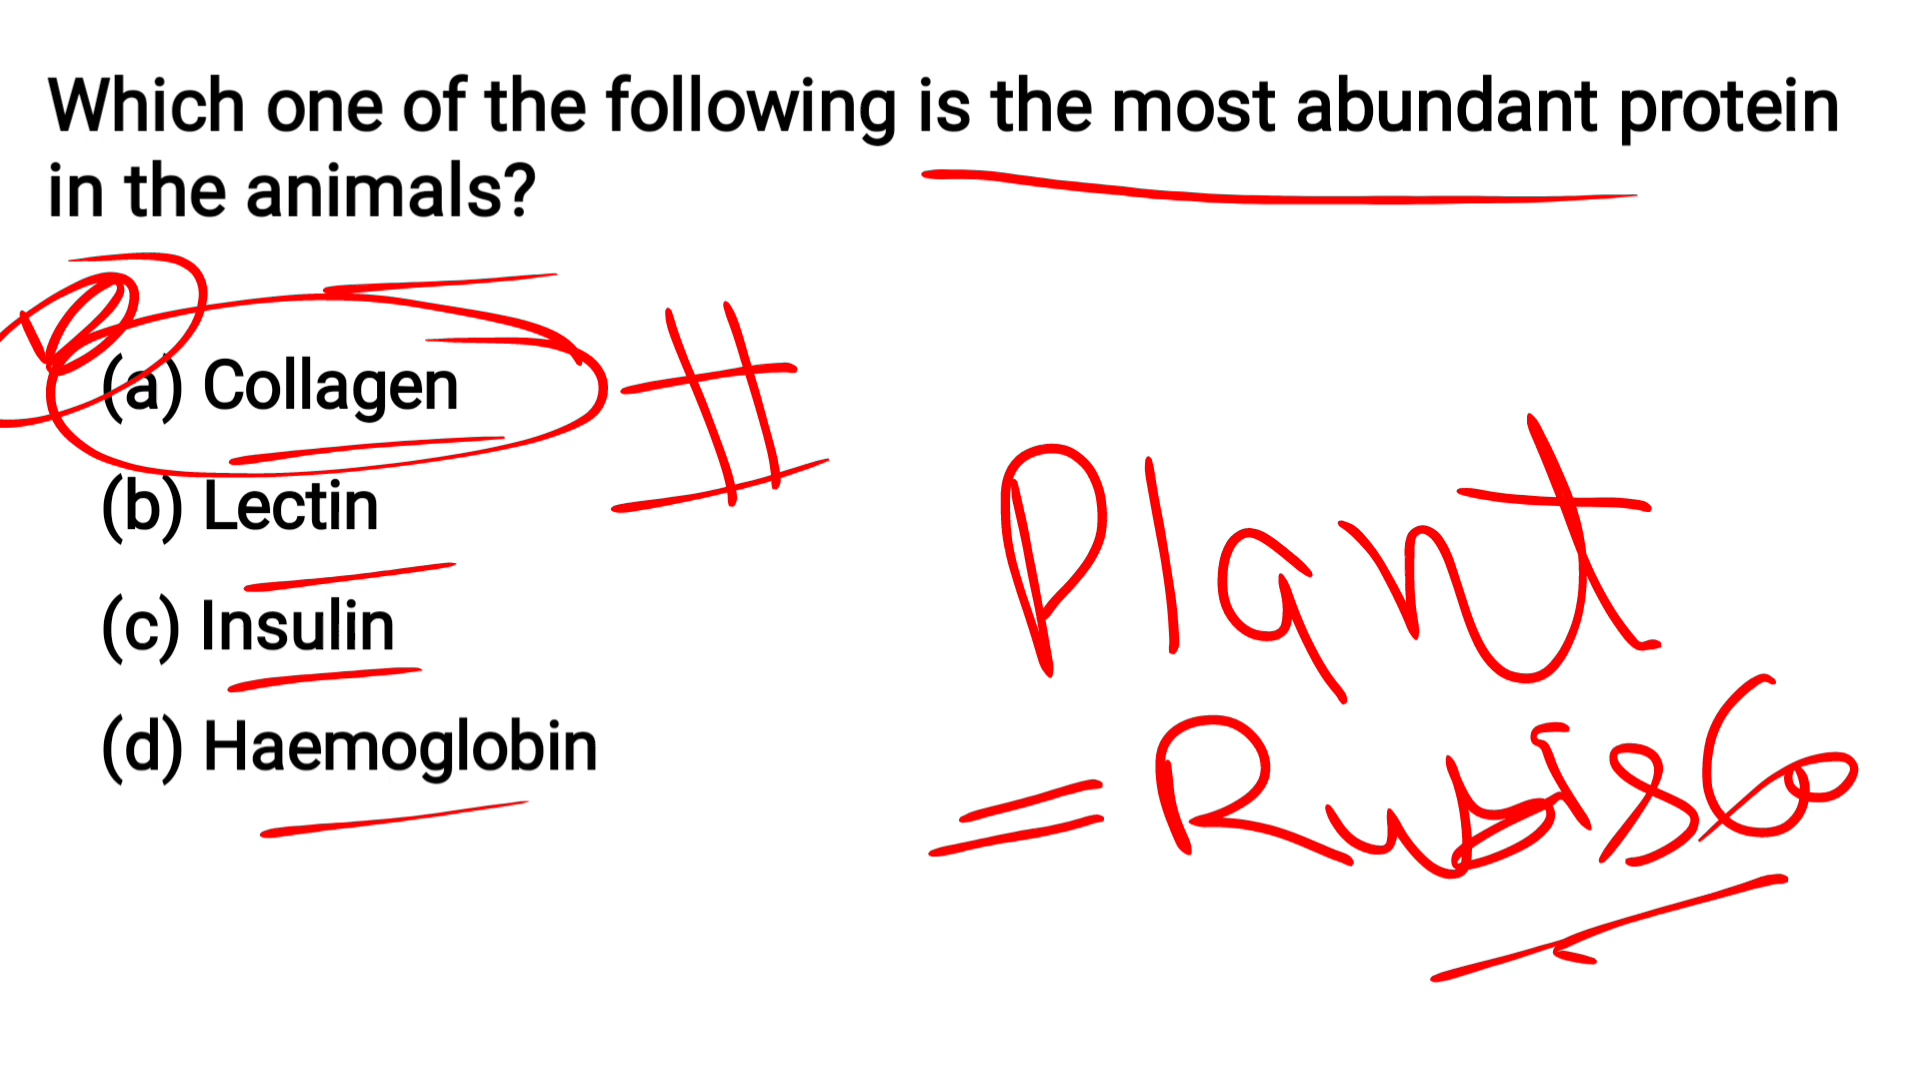 Which one of the following is the most abundant protein
in the animals?
(a) Collagen
(b) Lectin
(c) Insulin
(d) Haemoglobin
Plant
= RubisCo